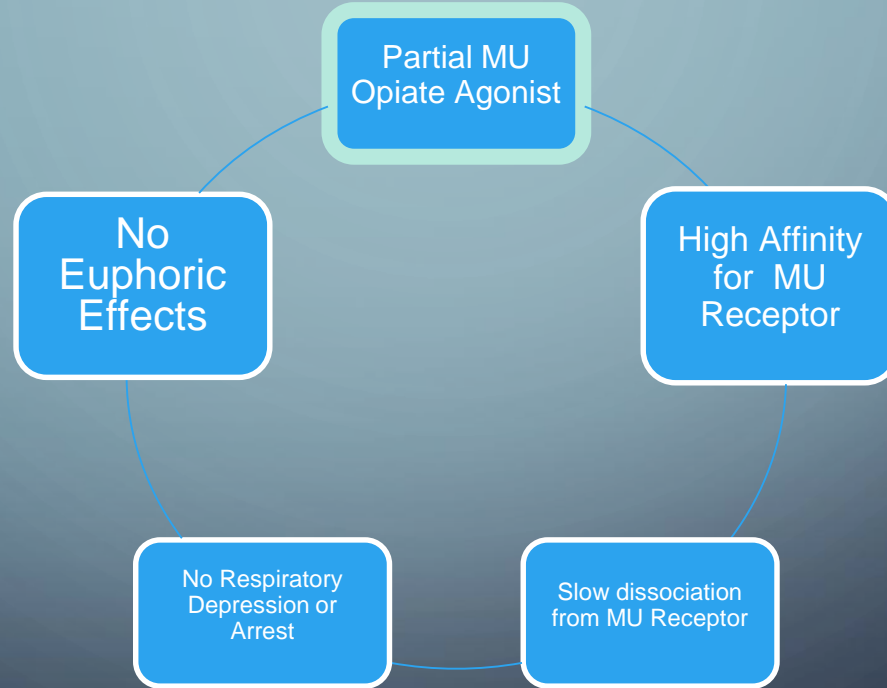 Partial MU
Opiate Agonist
High Affinity
for MU
Receptor
Slow dissociation
from MU Receptor
No Respiratory
Depression or
Arrest
No
Euphoric
Effects